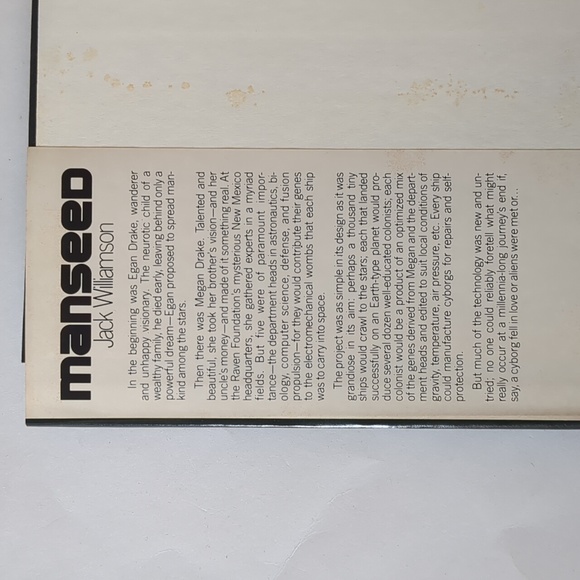 manseed
Jack Williamson
In the beginning was Egan Drake, wanderer
and unhappy visionary. The neurotic child of a
wealthy family, he died early, leaving behind only a
powerful dream—Egan proposed to spread man-
kind among the stars.
Then there was Megan Drake. Talented and
beautiful, she took her brother's vision—and her
uncle's money—and made of it something real. At
the Raven Foundation's mysterious New Mexico
headquarters, she gathered experts in a myriad
fields. But five were of paramount impor-
tance—the department heads in astronautics, bi-
ology, computer science, defense, and fusion
propulsion—for they would contribute their genes
to the electromechanical wombs that each ship
was to carry into space.
The project was as simple in its design as it was
grandiose in its aim: perhaps a thousand tiny
ships would crawl to the stars; each that landed
successfully on an Earth-type planet would pro-
duce several dozen well-educated colonists; each
colonist would be a product of an optimized mix
of the genes derived from Megan and the depart-
ment heads and edited to suit local conditions of
gravity, temperature, air pressure, etc. Every ship
could manufacture cyborgs for repairs and self-
protection.
But much of the technology was new and un-
tried; no one could reliably foretell what might
really occur at a millennia-long journey's end if,
say, a cyborg fell in love or aliens were met or...